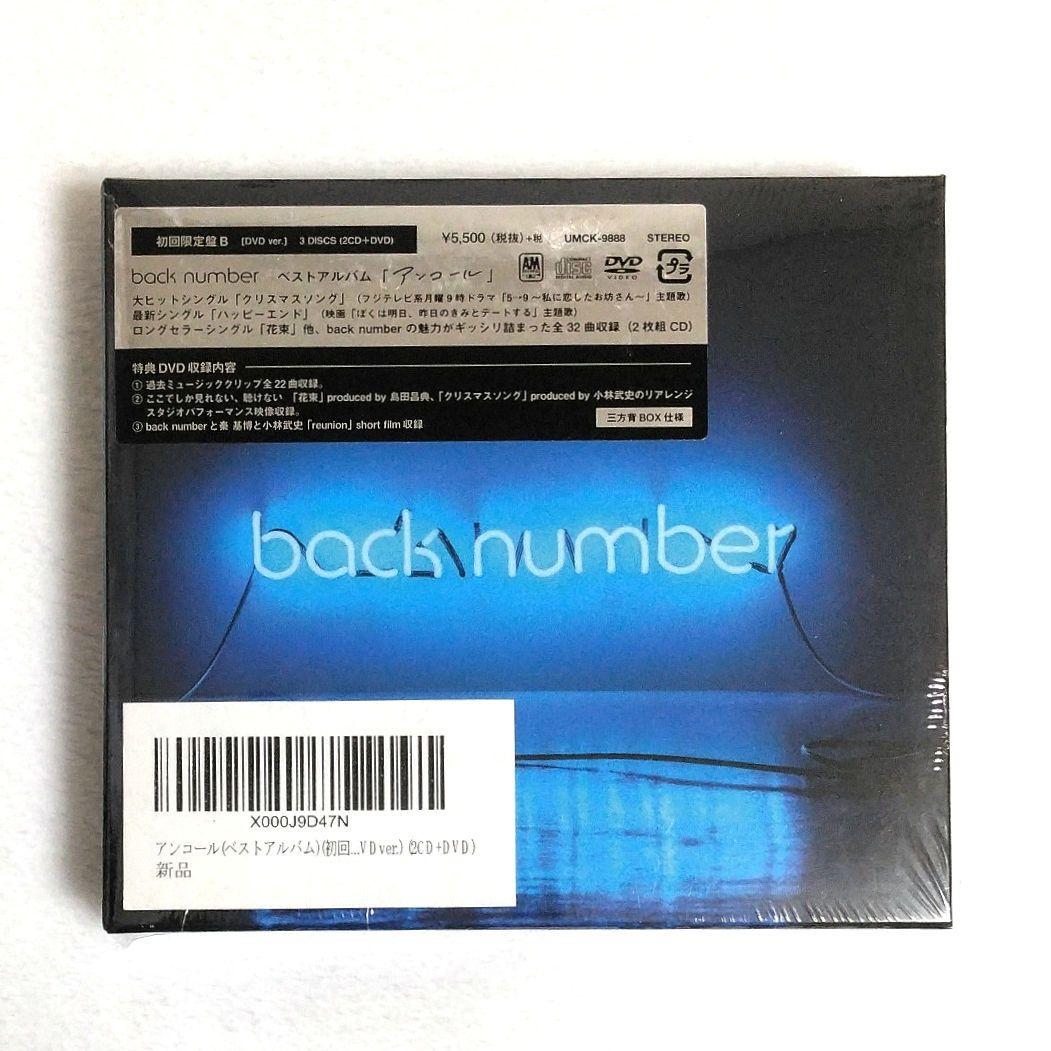 初回限定盤B [DVD ver.] 3 DISCS (2CD+DVD) ¥5,500 (税抜)+税 UMCK-9888 STEREO
back number ベストアルバム「アンコール」 A&M COMPACT disc DIGITAL AUDIO DVD VIDEO プラ
大ヒットシングル「クリスマスソング」(フジテレビ系月曜9時ドラマ「5→9~私に恋したお坊さん~」主題歌)
最新シングル「ハッピーエンド」(映画「ぼくは明日、昨日のきみとデートする」主題歌)
ロングセラーシングル「花束」他、back number の魅力がギッシリ詰まった全32曲収録 (2枚組CD)
特典DVD収録内容
① 過去ミュージッククリップ全22曲収録。
② ここでしか見れない、聴けない 「花束」produced by 島田昌典、「クリスマスソング」produced by 小林武史のリアレンジ
スタジオパフォーマンス映像収録。
③ back numberと秦 基博と小林武史「reunion」short film 収録
三方背BOX仕様
back number
X000J9D47N
アンコール(ベストアルバム)(初回...VDver.) (2CD+DVD)
新品